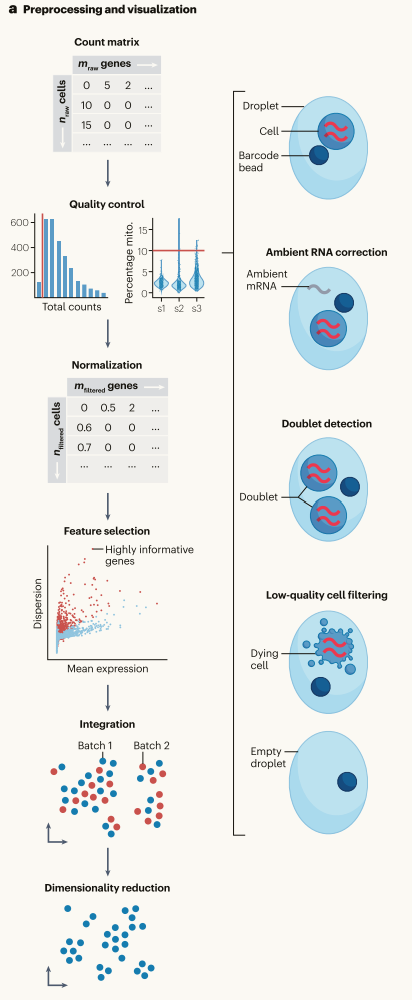 a Preprocessing and visualization
Count matrix
m raw genes
n raw cells
0 5 2 ...
10 0 0 ...
15 0 0 ...
... ... ... ...
Quality control
600
400
200
Total counts
Percentage mito.
15
10
5
0
s1 s2 s3
Normalization
m filtered genes
n filtered cells
0 0.5 2 ...
0.6 0 0 ...
0.7 0 0 ...
... ... ... ...
Feature selection
Highly informative
genes
Dispersion
Mean expression
Integration
Batch 1 Batch 2
Dimensionality reduction
Droplet
Cell
Barcode
bead
Ambient RNA correction
Ambient
mRNA
Doublet detection
Doublet
Low-quality cell filtering
Dying
cell
Empty
droplet